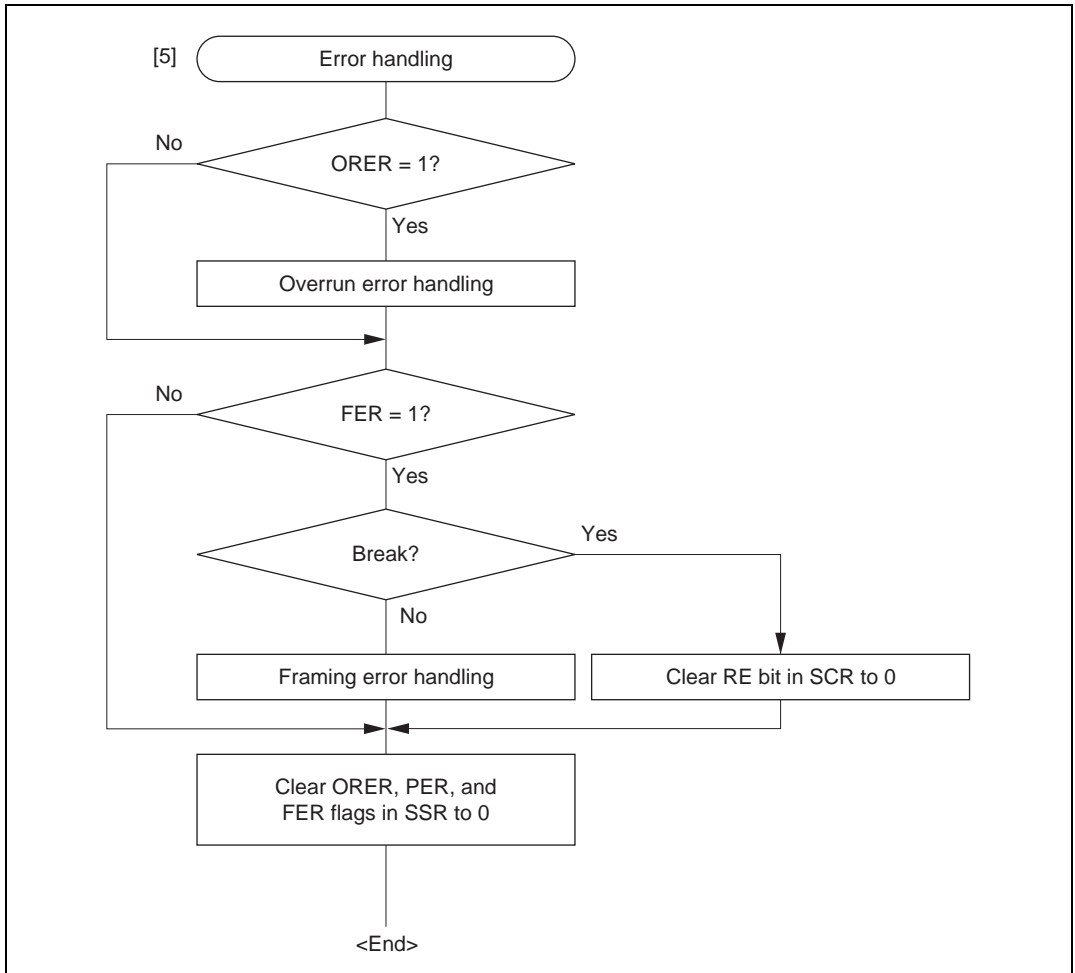 [5] Error handling
No
ORER = 1?
Yes
Overrun error handling
No
FER = 1?
Yes
Break?
Yes
No
Framing error handling
Clear RE bit in SCR to 0
Clear ORER, PER, and
FER flags in SSR to 0
<End>